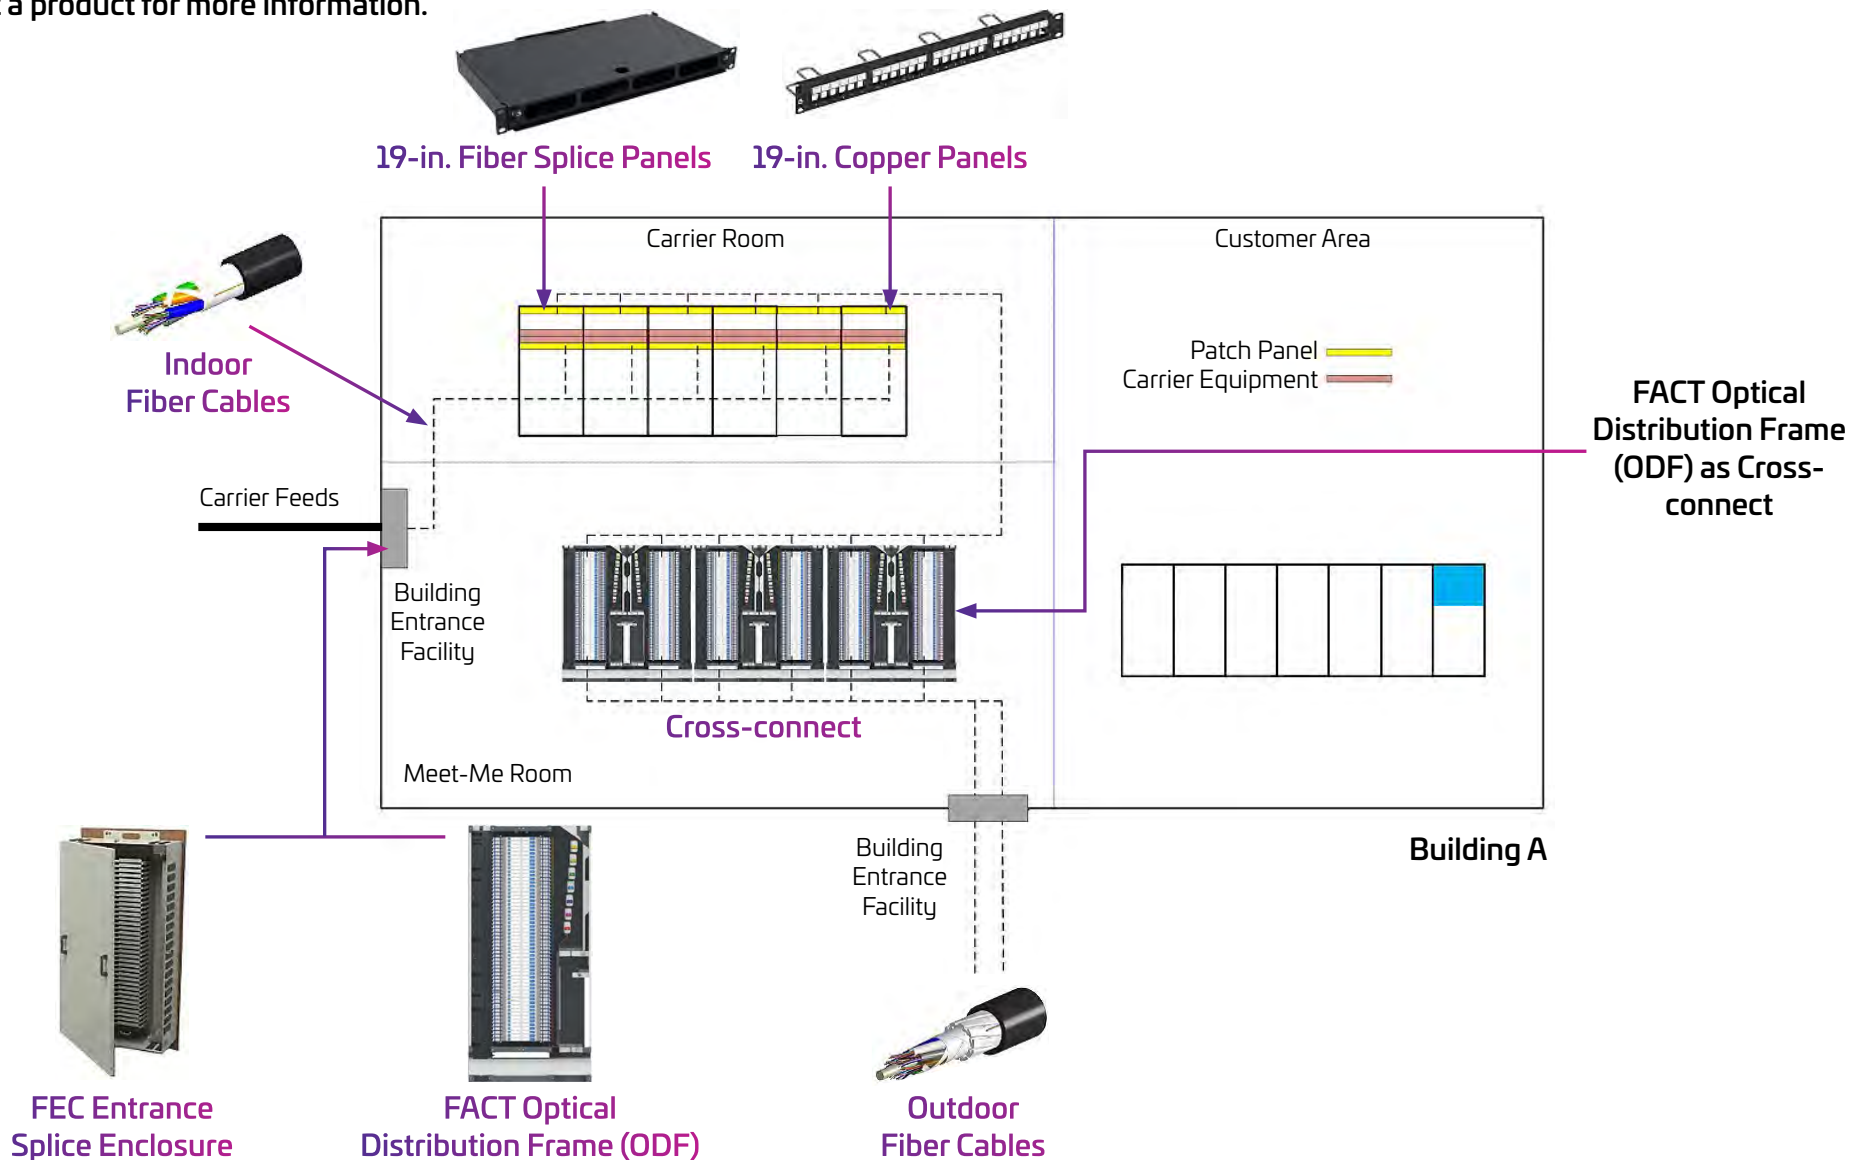 a product for more information.
19-in. Fiber Splice Panels
19-in. Copper Panels
Carrier Room
Customer Area
Indoor
Fiber Cables
Patch Panel
Carrier Equipment
FACT Optical
Distribution Frame
(ODF) as Cross-
connect
Carrier Feeds
Building
Entrance
Facility
Cross-connect
Meet-Me Room
Building
Entrance
Facility
Building A
FEC Entrance
Splice Enclosure
FACT Optical
Distribution Frame (ODF)
Outdoor
Fiber Cables